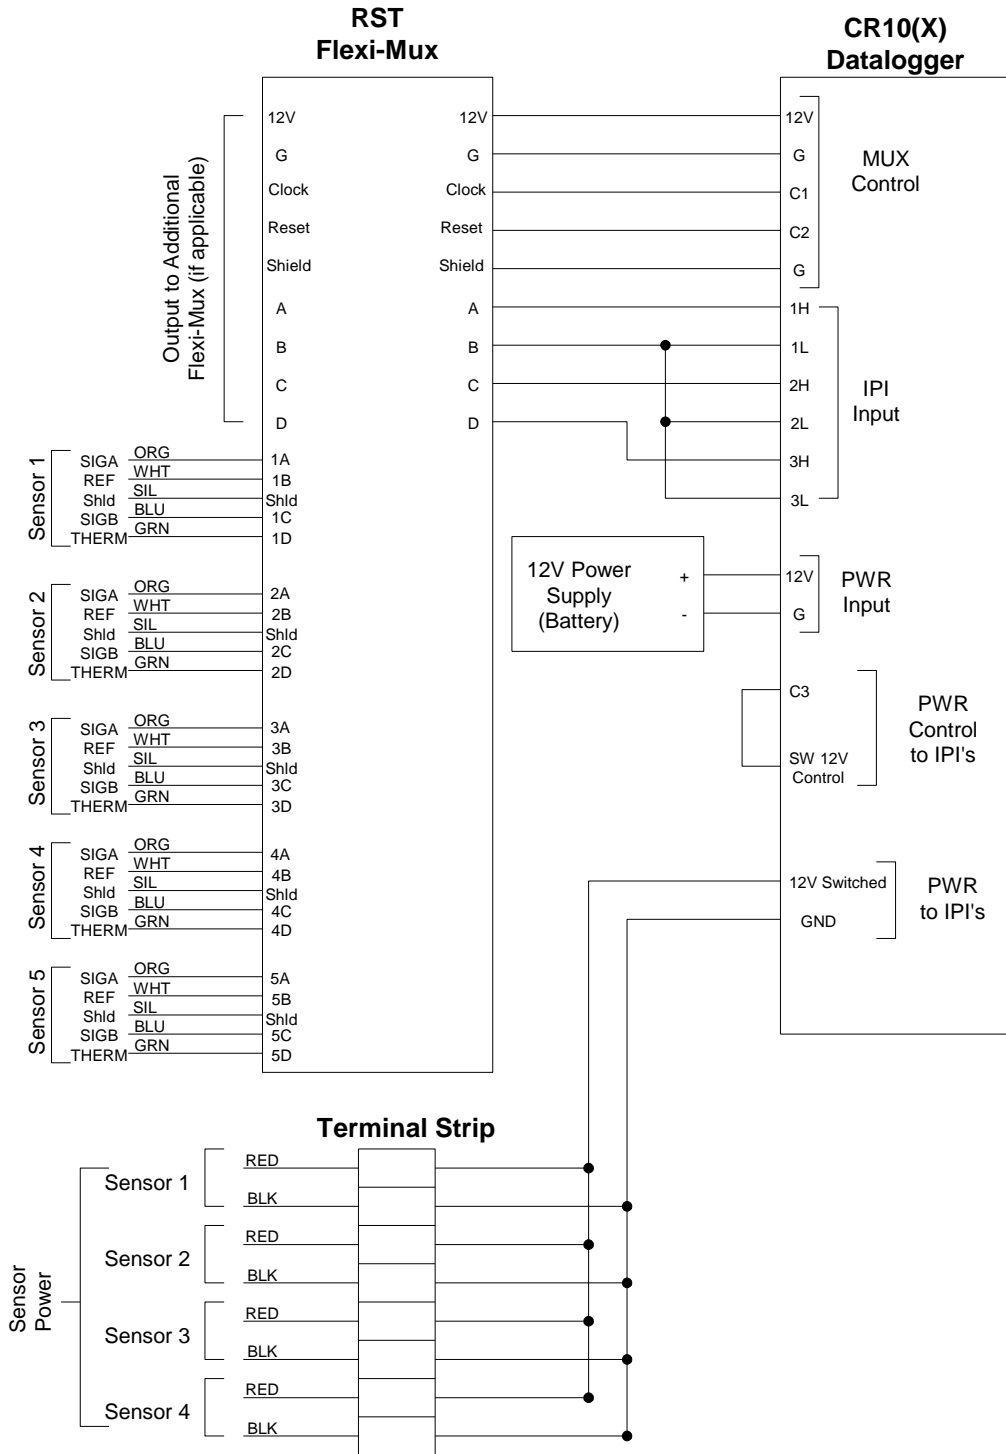 RST
Flexi-Mux
CR10(X)
Datalogger
Output to Additional
Flexi-Mux (if applicable)
12V 12V 12V
G G G
Clock Clock C1
Reset Reset C2
Shield Shield G
MUX
Control
A A 1H
B B 1L
C C 2H
D D 2L
3H
3L
IPI
Input
Sensor 1
SIGA ORG 1A
REF WHT 1B
Shld SIL Shld
SIGB BLU 1C
THERM GRN 1D
Sensor 2
SIGA ORG 2A
REF WHT 2B
Shld SIL Shld
SIGB BLU 2C
THERM GRN 2D
Sensor 3
SIGA ORG 3A
REF WHT 3B
Shld SIL Shld
SIGB BLU 3C
THERM GRN 3D
Sensor 4
SIGA ORG 4A
REF WHT 4B
Shld SIL Shld
SIGB BLU 4C
THERM GRN 4D
Sensor 5
SIGA ORG 5A
REF WHT 5B
Shld SIL Shld
SIGB BLU 5C
THERM GRN 5D
12V Power
Supply
(Battery)
+ 12V
- G
PWR
Input
C3
SW 12V
Control
PWR
Control
to IPI's
12V Switched
GND
PWR
to IPI's
Terminal Strip
Sensor
Power
Sensor 1
RED
BLK
Sensor 2
RED
BLK
Sensor 3
RED
BLK
Sensor 4
RED
BLK